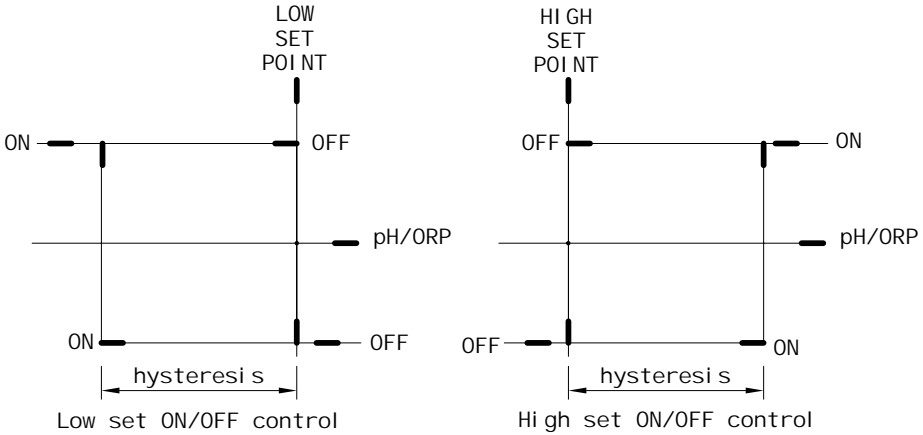 LOW
SET
POINT
HIGH
SET
POINT
ON
OFF
OFF
ON
pH/ORP
pH/ORP
ON
OFF
OFF
ON
hysteresis
hysteresis
Low set ON/OFF control
High set ON/OFF control